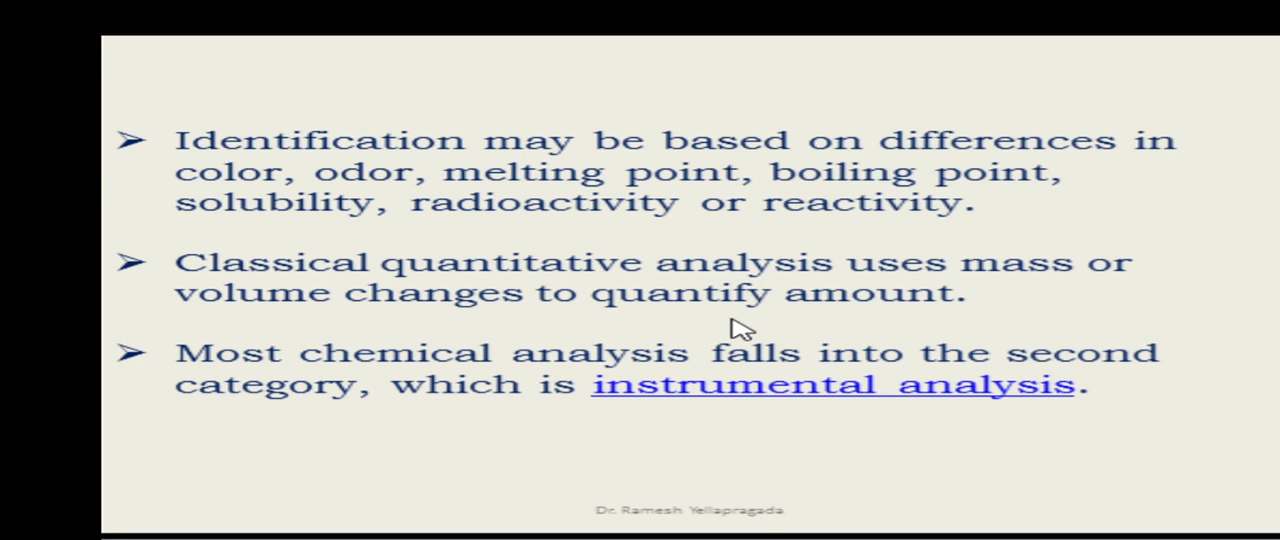 ➢ Identification may be based on differences in
color, odor, melting point, boiling point,
solubility, radioactivity or reactivity.
➢ Classical quantitative analysis uses mass or
volume changes to quantify amount.
➢ Most chemical analysis falls into the second
category, which is instrumental analysis.
Dr. Ramesh Yellapragada